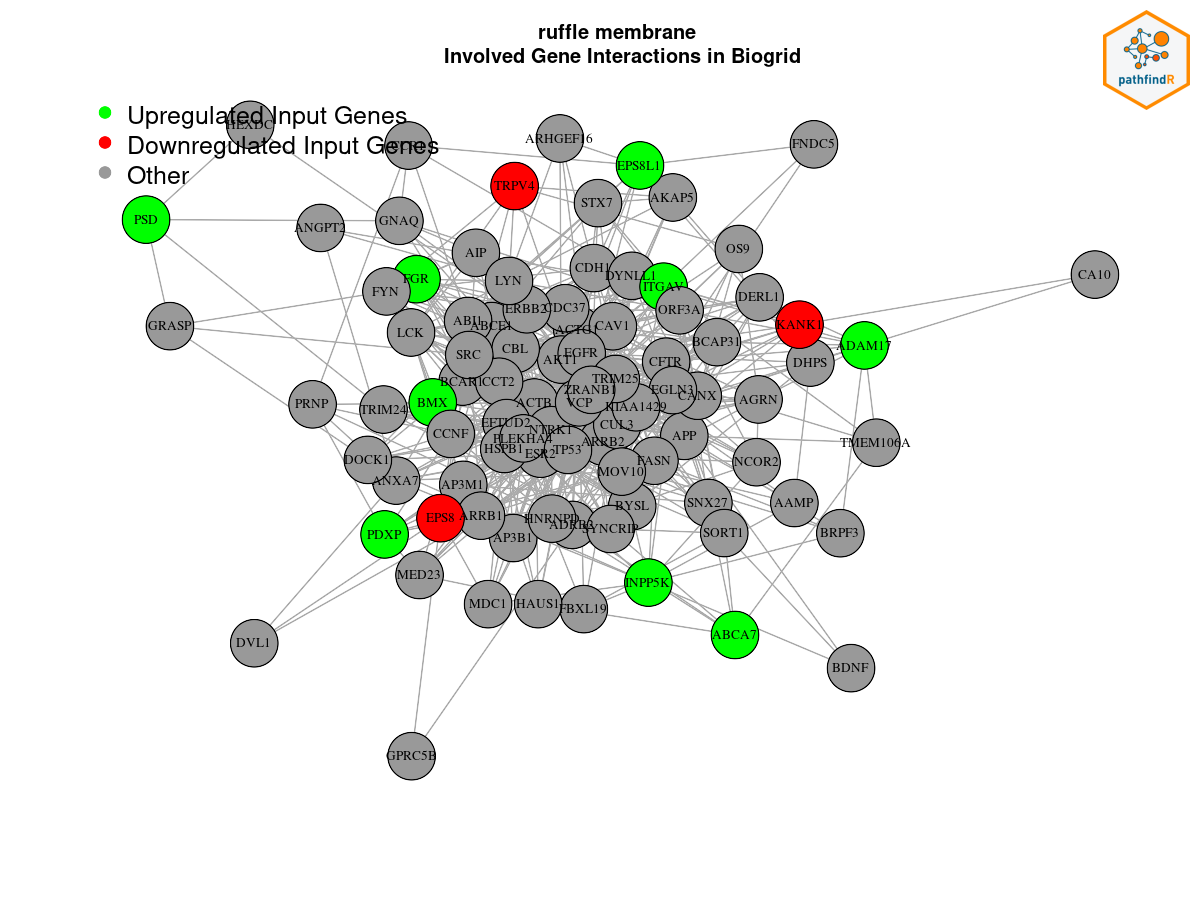 ruffle membrane
Involved Gene Interactions in Biogrid
pathfindR
Upregulated Input Genes
Downregulated Input Genes
Other
HEXDC
ARHGEF16
FNDC5
EPS8L1
TRPV4
AKAP5
STX7
PSD
ANGPT2
GNAQ
OS9
AIP
CDH1
DYNLL1
CA10
FGR
LYN
ITGAV
FYN
DERL1
ERBB2
CDC37
ORF3A
GRASP
LCK
ABI1
ABCE1
ACTG1
CAV1
KANK1
BCAP31
ADAM17
SRC
CBL
EGFR
AKT1
CFTR
DHPS
BCAR1
CCT2
TRIM25
ZRANB1
EGLN3
CANX
PRNP
TRIM24
BMX
ACTB
VCP
KIAA1429
AGRN
EFTUD2
CUL3
CCNF
NTRK1
PLEKHA4
ARRB2
APP
TMEM106A
HSPB1
ESR2
TP53
DOCK1
FASN
NCOR2
ANXA7
AP3M1
MOV10
EPS8
ARRB1
BYSL
SNX27
AAMP
PDXP
AP3B1
HNRNPD
ADRB2
SYNCRIP
SORT1
BRPF3
MED23
INPP5K
MDC1
HAUS1
FBXL19
DVL1
ABCA7
BDNF
GPRC5B